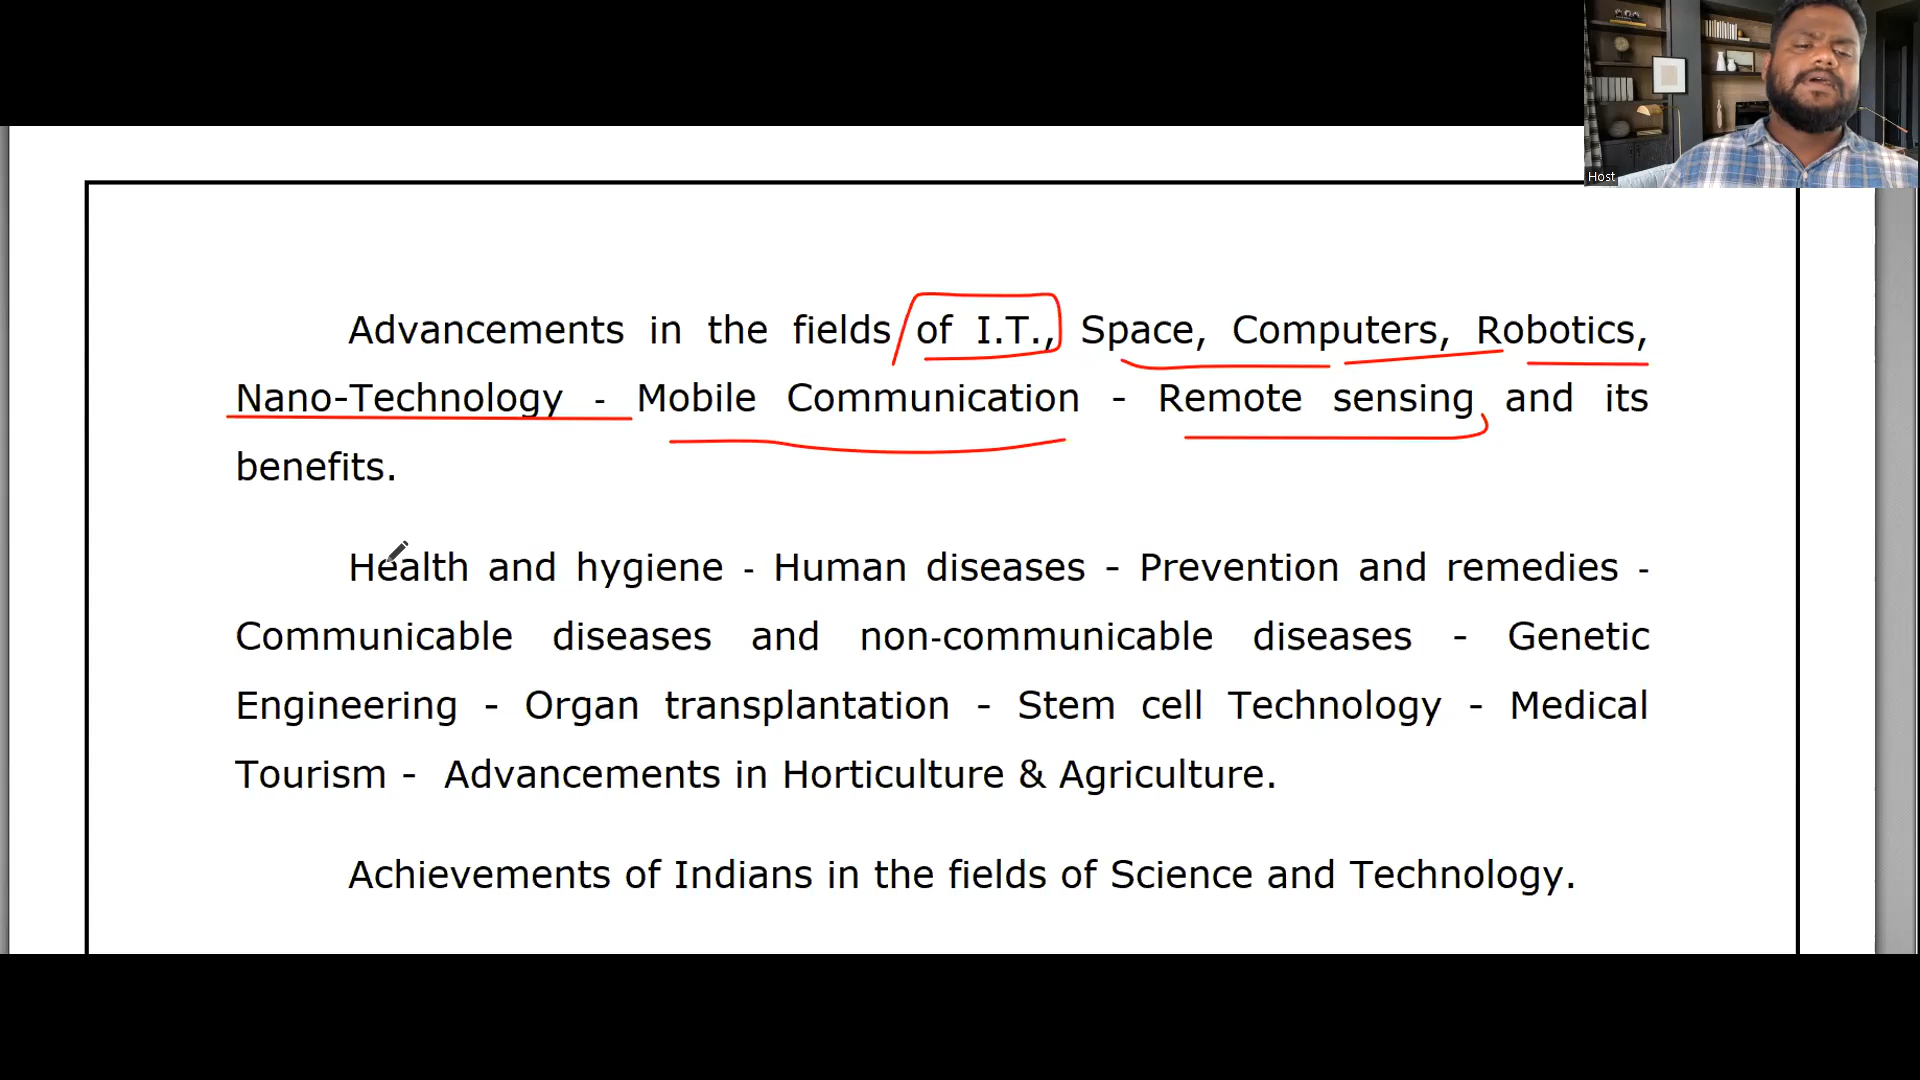 Host
Advancements in the fields of I.T., Space, Computers, Robotics,
Nano-Technology - Mobile Communication - Remote sensing and its
benefits.
Health and hygiene - Human diseases - Prevention and remedies -
Communicable diseases and non-communicable diseases - Genetic
Engineering - Organ transplantation - Stem cell Technology - Medical
Tourism - Advancements in Horticulture & Agriculture.
Achievements of Indians in the fields of Science and Technology.